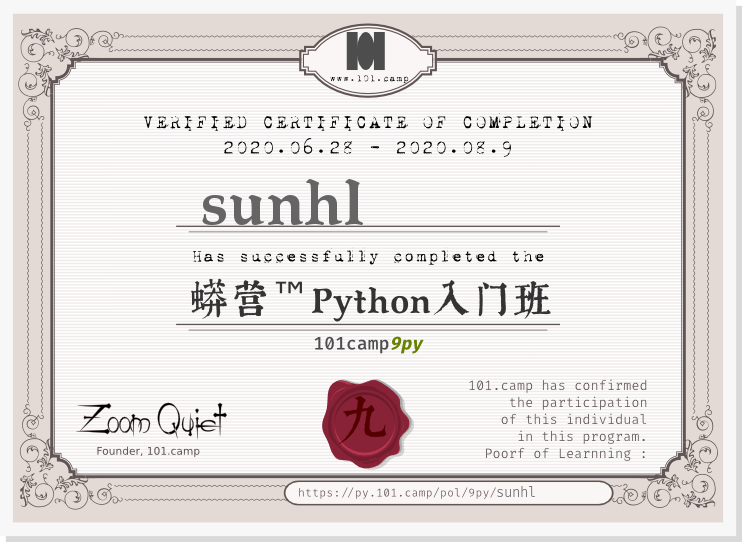 101
www.101.camp
VERIFIED CERTIFICATE OF COMPLETION
2020.06.28 - 2020.08.9
sunhl
Has successfully completed the
蟒营™Python入门班
101camp9py
九
Zoom Quiet
Founder, 101.camp
101.camp has confirmed
the participation
of this individual
in this program.
Poorf of Learnning :
https://py.101.camp/pol/9py/sunhl